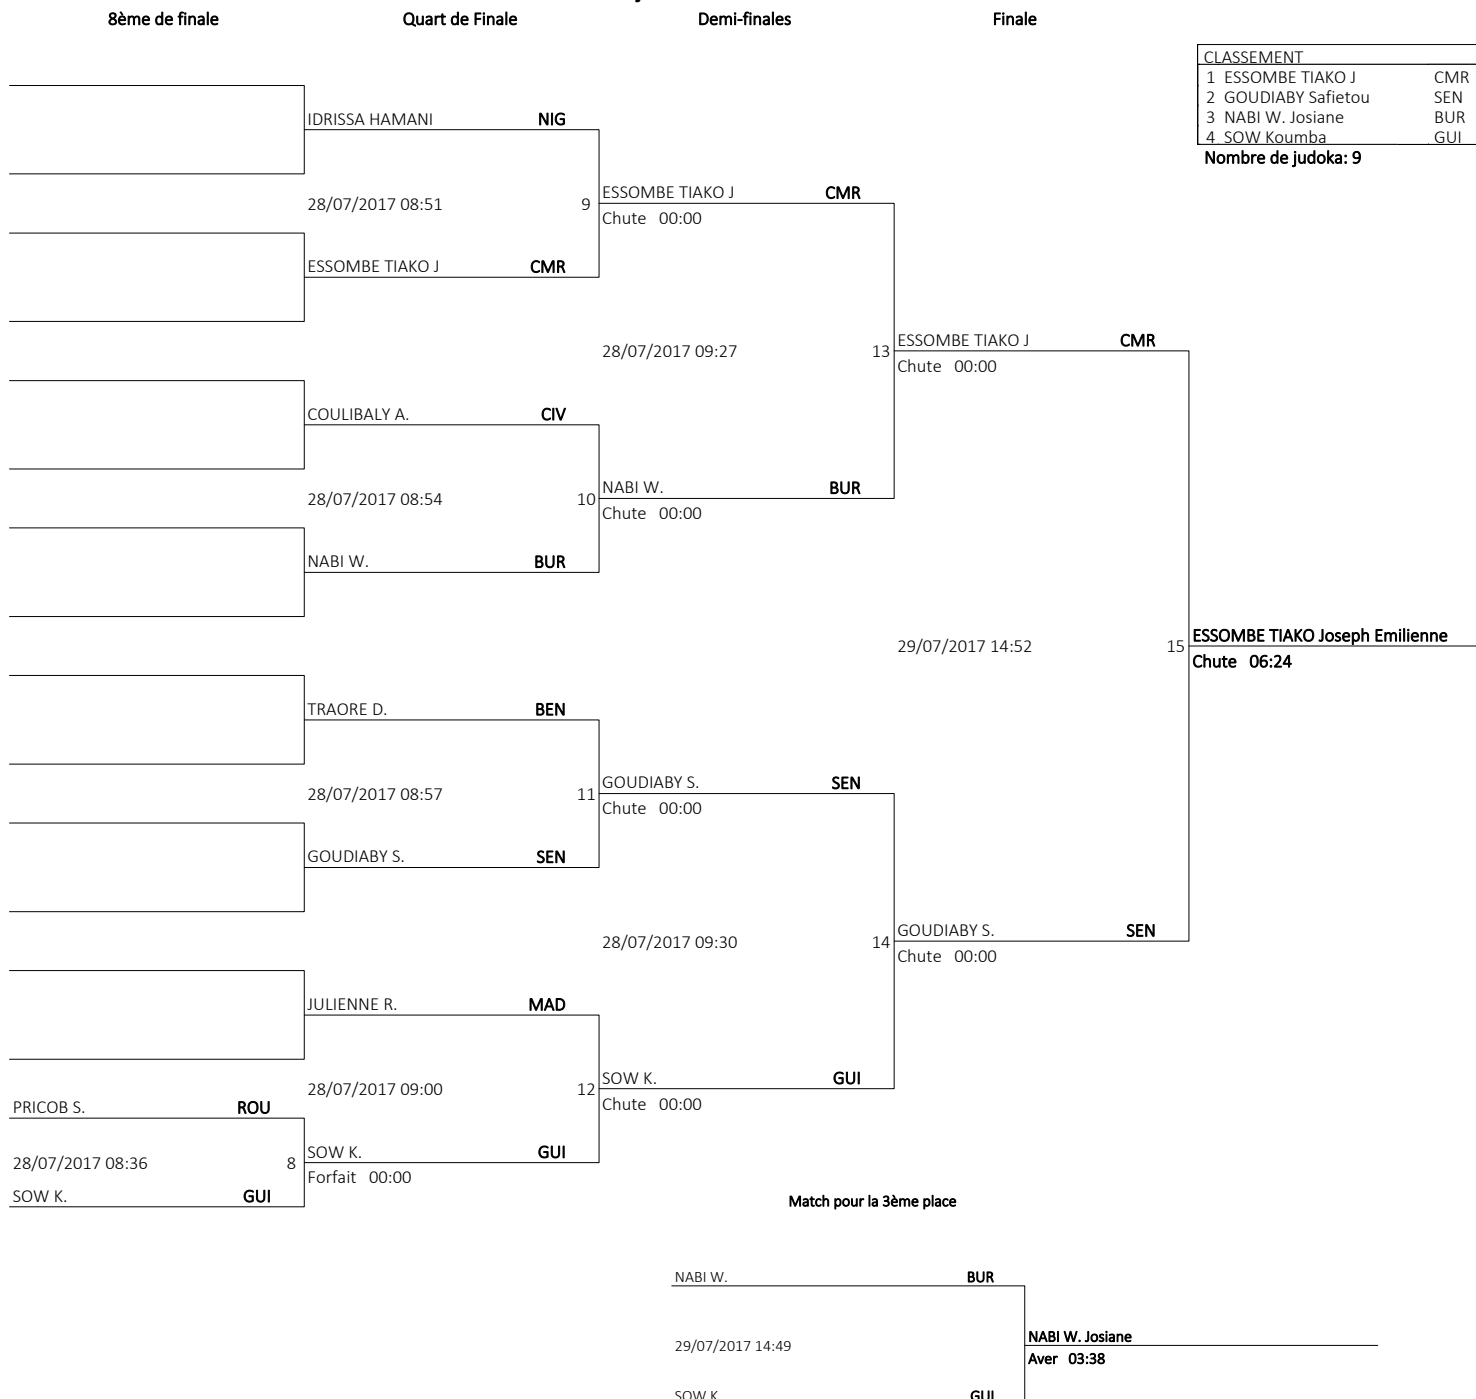 8ème de finale Quart de Finale Demi-finales Finale
CLASSEMENT
1 ESSOMBE TIAKO J CMR
2 GOUDIABY Safietou SEN
3 NABI W. Josiane BUR
4 SOW Koumba GUI
Nombre de judoka: 9
IDRISSA HAMANI NIG
28/07/2017 08:51 9
ESSOMBE TIAKO J CMR
Chute 00:00
ESSOMBE TIAKO J CMR
28/07/2017 09:27 13
ESSOMBE TIAKO J CMR
Chute 00:00
COULIBALY A. CIV
28/07/2017 08:54 10
NABI W. BUR
Chute 00:00
NABI W. BUR
29/07/2017 14:52 15
ESSOMBE TIAKO Joseph Emilienne
Chute 06:24
TRAORE D. BEN
28/07/2017 08:57 11
GOUDIABY S. SEN
Chute 00:00
GOUDIABY S. SEN
28/07/2017 09:30 14
GOUDIABY S. SEN
Chute 00:00
JULIENNE R. MAD
28/07/2017 09:00 12
SOW K. GUI
Chute 00:00
PRICOB S. ROU
28/07/2017 08:36 8
SOW K. GUI
Forfait 00:00
SOW K. GUI
Match pour la 3ème place
NABI W. BUR
29/07/2017 14:49
NABI W. Josiane
Aver 03:38
SOW K. GUI